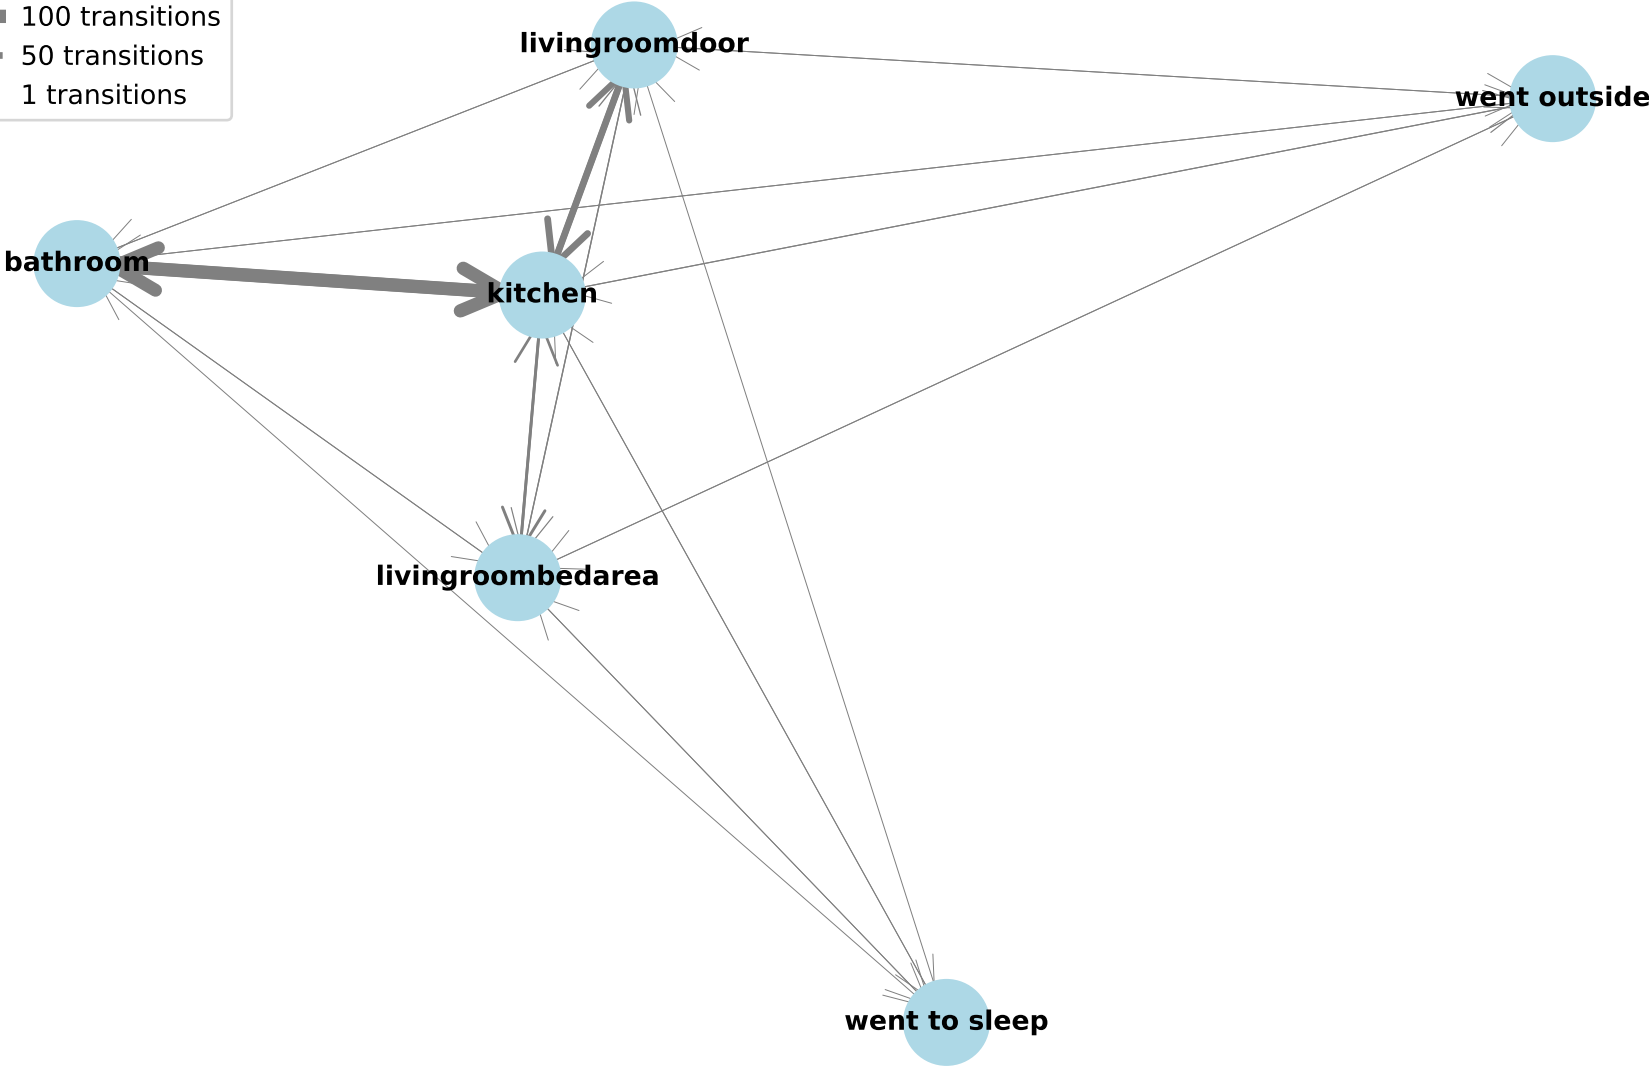 100 transitions
50 transitions
1 transitions
livingroomdoor
went outside
bathroom
kitchen
livingroombedarea
went to sleep